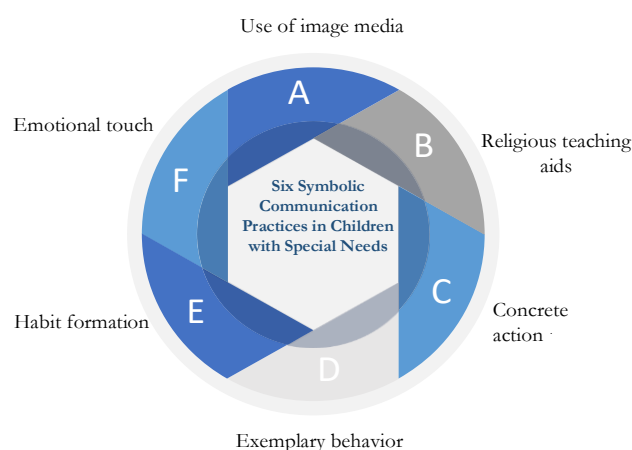 Use of image media
A
Emotional touch
B
Religious teaching
aids
F
Six Symbolic
Communication
Practices in Children
with Special Needs
C
E
Habit formation
Concrete
action
D
Exemplary behavior